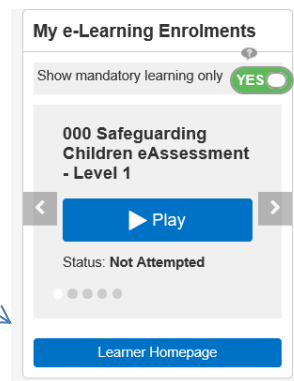 My e-Learning Enrolments
?
Show mandatory learning only YES
000 Safeguarding
Children eAssessment
- Level 1
Play
Status: Not Attempted
Learner Homepage